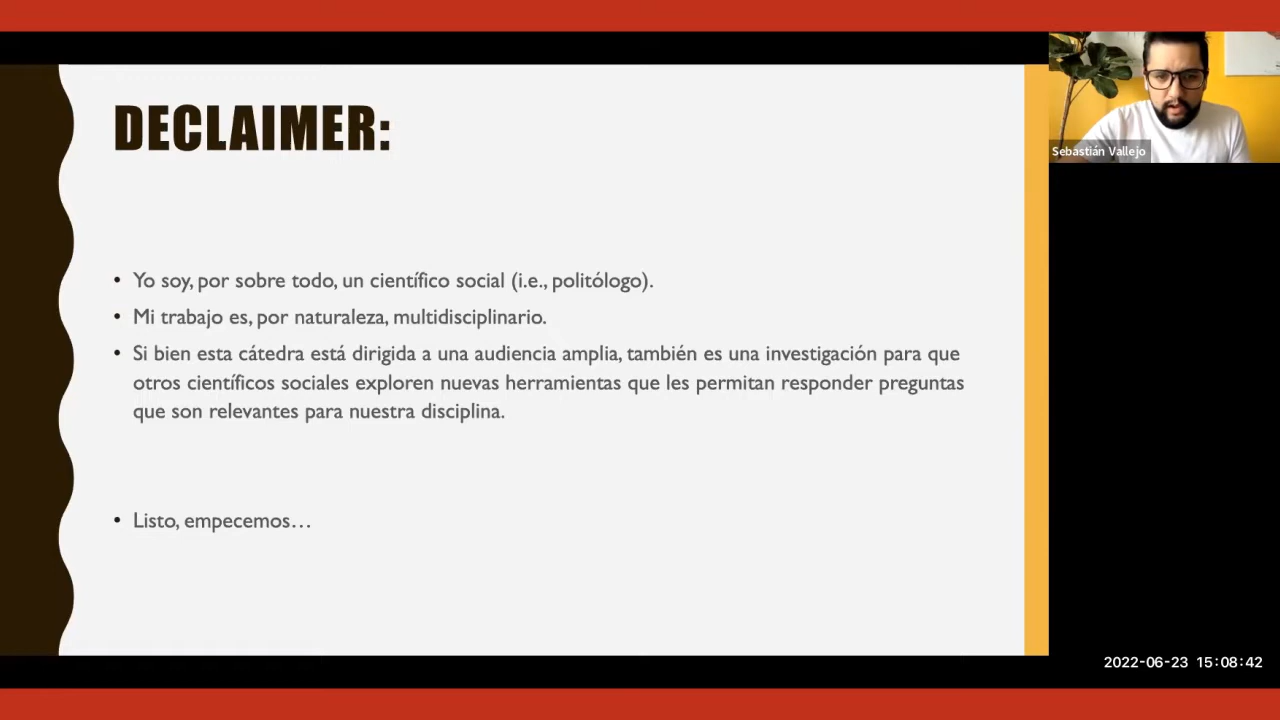 DECLAIMER:
• Yo soy, por sobre todo, un científico social (i.e., politólogo).
• Mi trabajo es, por naturaleza, multidisciplinario.
• Si bien esta cátedra está dirigida a una audiencia amplia, también es una investigación para que
otros científicos sociales exploren nuevas herramientas que les permitan responder preguntas
que son relevantes para nuestra disciplina.
• Listo, empecemos…
Sebastián Vallejo
2022-06-23 15:08:42